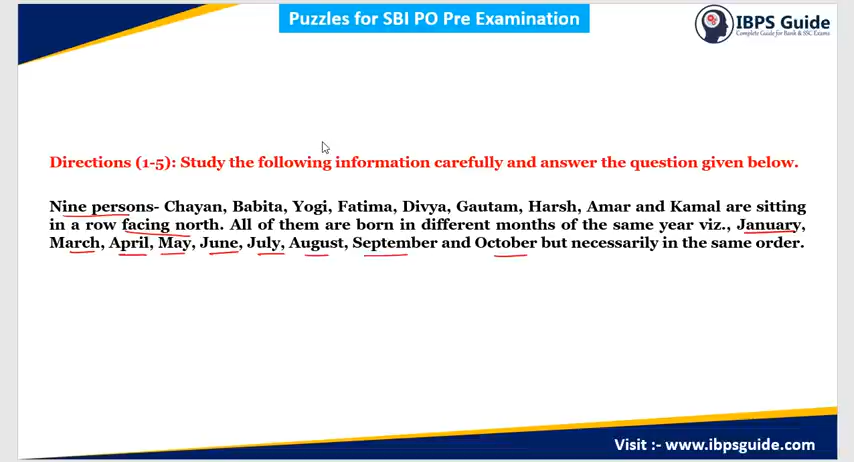 Puzzles for SBI PO Pre Examination
IBPS Guide
Complete Guide for Bank & SSC Exams
Directions (1-5): Study the following information carefully and answer the question given below.
Nine persons- Chayan, Babita, Yogi, Fatima, Divya, Gautam, Harsh, Amar and Kamal are sitting
in a row facing north. All of them are born in different months of the same year viz., January,
March, April, May, June, July, August, September and October but necessarily in the same order.
Visit :- www.ibpsguide.com